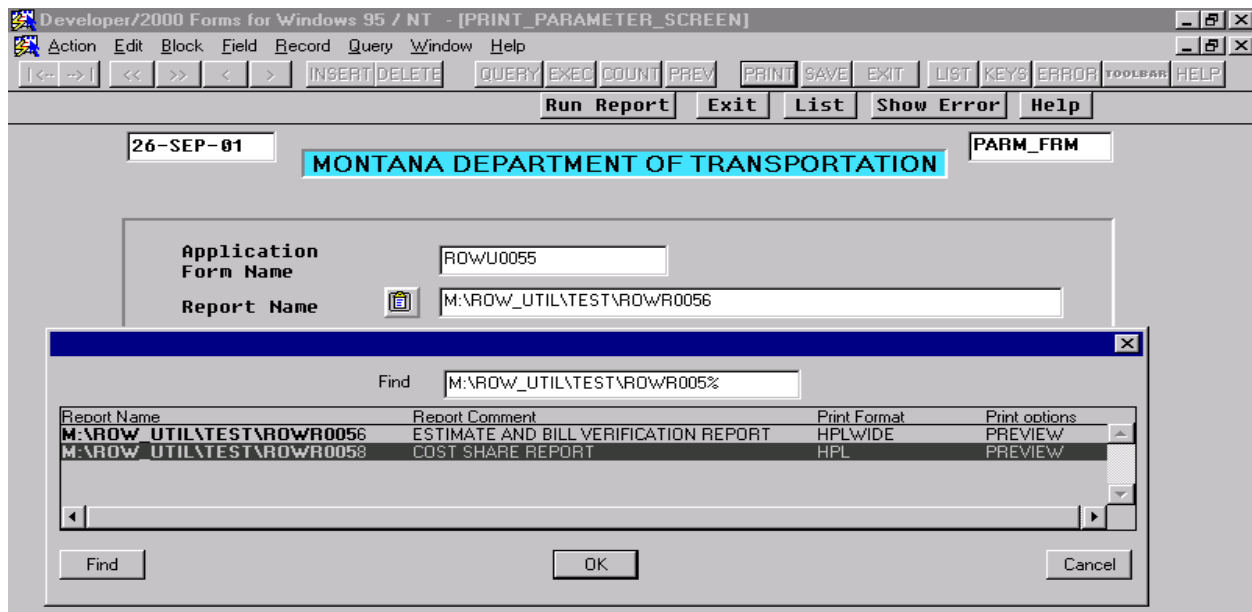 Developer/2000 Forms for Windows 95 / NT - [PRINT_PARAMETER_SCREEN]
Action Edit Block Field Record Query Window Help
|<-- -->| << >> < > INSERT DELETE QUERY EXEC COUNT PREV PRINT SAVE EXIT LIST KEYS ERROR TOOLBAR HELP
Run Report Exit List Show Error Help
26-SEP-01 PARM_FRM
MONTANA DEPARTMENT OF TRANSPORTATION
Application
Form Name ROWU0055
Report Name M:\ROW_UTIL\TEST\ROWR0056
Find M:\ROW_UTIL\TEST\ROWR005%
Report Name Report Comment Print Format Print options
M:\ROW_UTIL\TEST\ROWR0056 ESTIMATE AND BILL VERIFICATION REPORT HPLWIDE PREVIEW
M:\ROW_UTIL\TEST\ROWR0058 COST SHARE REPORT HPL PREVIEW
Find OK Cancel